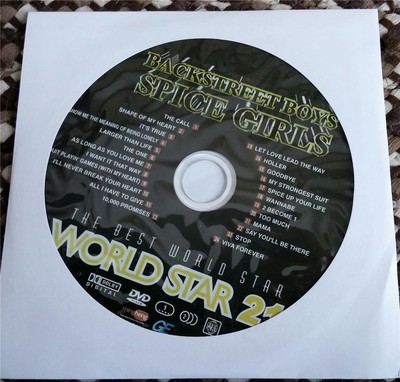 BACKSTREET BOYS
SPICE GIRLS
THE CALL
SHAPE OF MY HEART
IT'S TRUE
SHOW ME THE MEANING OF BEING LONELY
LARGER THAN LIFE
THE ONE
AS LONG AS YOU LOVE ME
I WANT IT THAT WAY
PLAYIN' GAMES (WITH MY HEART)
I'LL NEVER BREAK YOUR HEART
ALL I HAVE TO GIVE
10,000 PROMISES
LET LOVE LEAD THE WAY
HOLLER
GOODBYE
MY STRONGEST SUIT
SPICE UP YOUR LIFE
WANNABE
2 BECOME 1
TOO MUCH
MAMA
SAY YOU'LL BE THERE
STOP
VIVA FOREVER
THE BEST WORLD STAR
WORLD STAR 21
DOLBY
DIGITAL
DVD